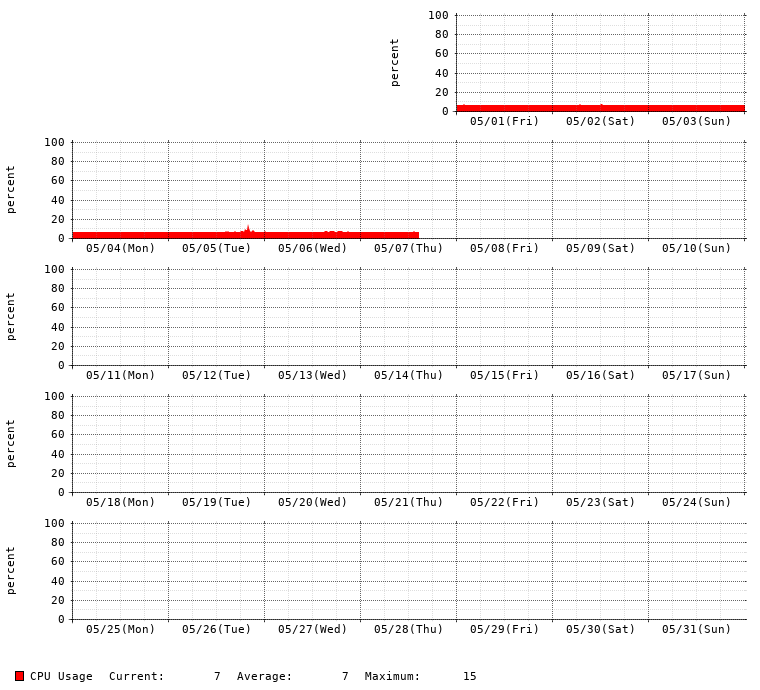 100
80
60
40
20
0
percent
05/01(Fri) 05/02(Sat) 05/03(Sun)
100
80
60
40
20
0
percent
05/04(Mon) 05/05(Tue) 05/06(Wed) 05/07(Thu) 05/08(Fri) 05/09(Sat) 05/10(Sun)
100
80
60
40
20
0
percent
05/11(Mon) 05/12(Tue) 05/13(Wed) 05/14(Thu) 05/15(Fri) 05/16(Sat) 05/17(Sun)
100
80
60
40
20
0
percent
05/18(Mon) 05/19(Tue) 05/20(Wed) 05/21(Thu) 05/22(Fri) 05/23(Sat) 05/24(Sun)
100
80
60
40
20
0
percent
05/25(Mon) 05/26(Tue) 05/27(Wed) 05/28(Thu) 05/29(Fri) 05/30(Sat) 05/31(Sun)
CPU Usage Current: 7 Average: 7 Maximum: 15